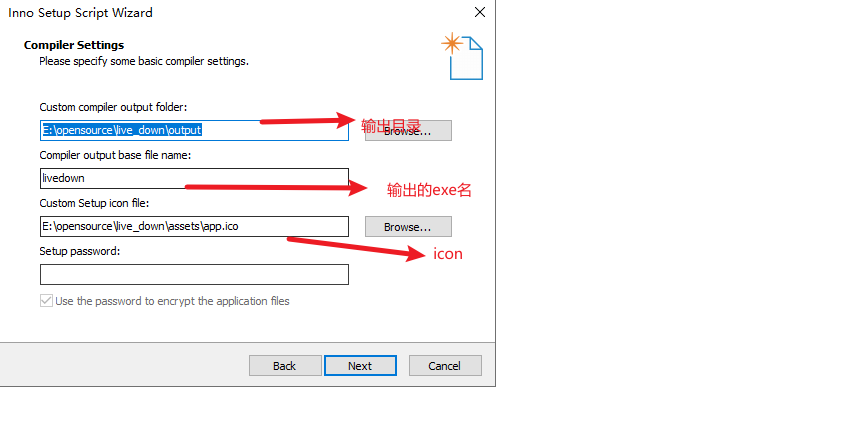 Inno Setup Script Wizard
Compiler Settings
Please specify some basic compiler settings.
Custom compiler output folder:
E:\opensource\live_down\output
Browse...
输出目录
Compiler output base file name:
livedown
输出的exe名
Custom Setup icon file:
E:\opensource\live_down\assets\app.ico
Browse...
icon
Setup password:
Use the password to encrypt the application files
Back
Next
Cancel